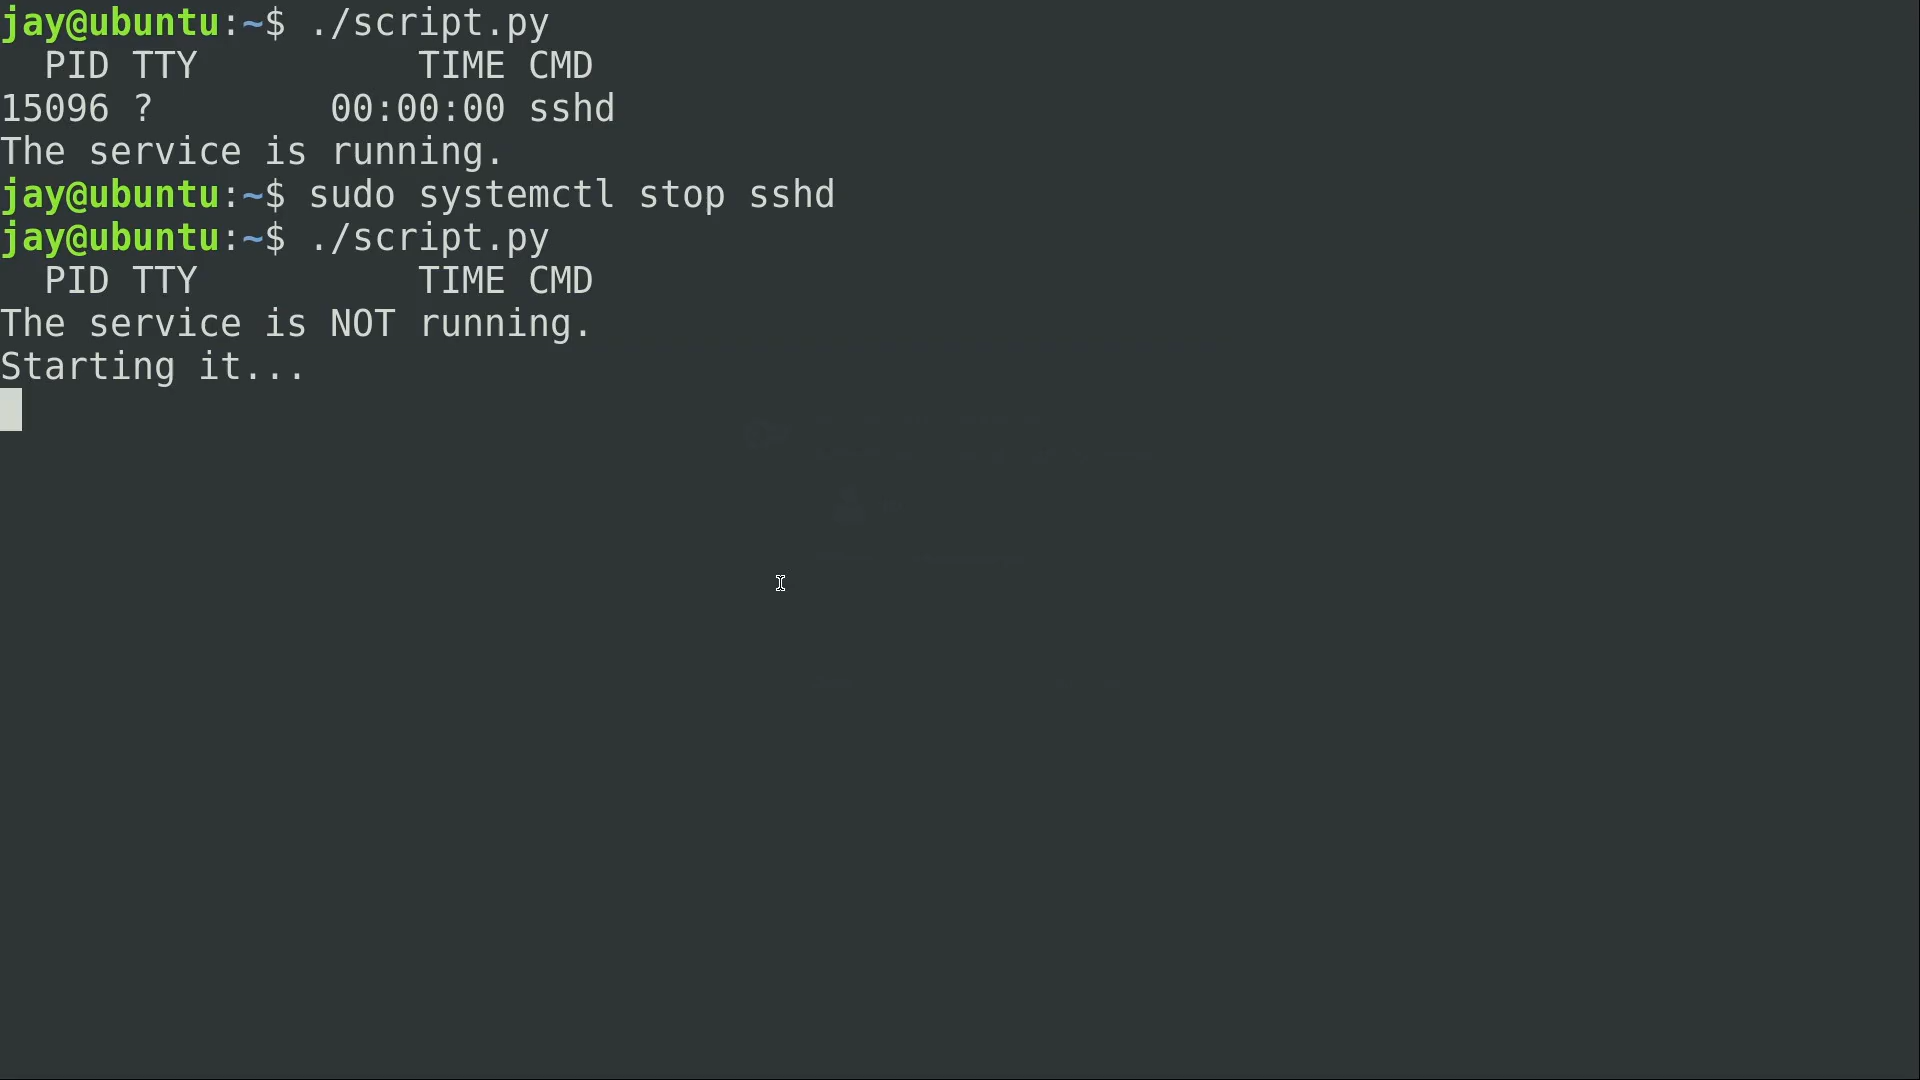 jay@ubuntu:~$ ./script.py
  PID TTY          TIME CMD
15096 ?        00:00:00 sshd
The service is running.
jay@ubuntu:~$ sudo systemctl stop sshd
jay@ubuntu:~$ ./script.py
  PID TTY          TIME CMD
The service is NOT running.
Starting it...